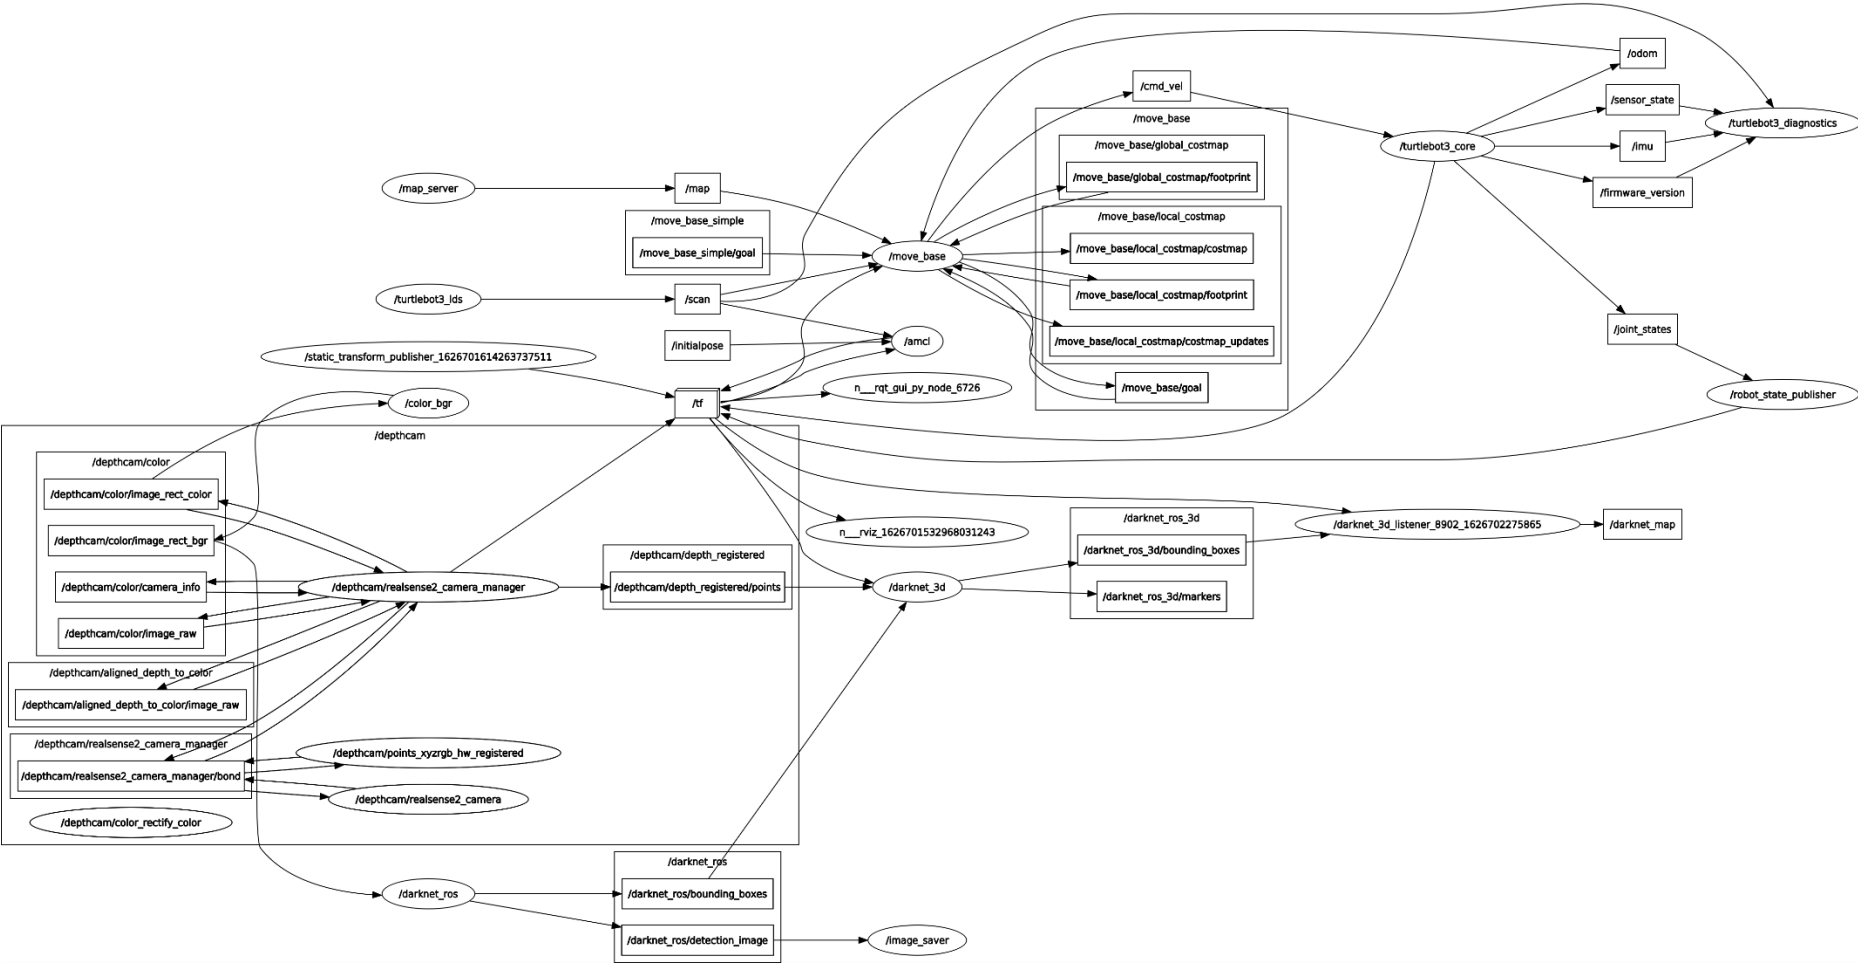 /odom
/cmd_vel
/sensor_state
/move_base
/turtlebot3_diagnostics
/move_base/global_costmap
/turtlebot3_core
/imu
/move_base/global_costmap/footprint
/map_server
/map
/firmware_version
/move_base_simple
/move_base/local_costmap
/move_base_simple/goal
/move_base
/move_base/local_costmap/costmap
/turtlebot3_lds
/scan
/move_base/local_costmap/footprint
/initialpose
/amcl
/move_base/local_costmap/costmap_updates
/joint_states
/static_transform_publisher_1626701614263737511
/color_bgr
/tf
n___rqt_gui_py_node_6726
/move_base/goal
/robot_state_publisher
/depthcam
/depthcam/color
/depthcam/color/image_rect_color
/depthcam/color/image_rect_bgr
n___rviz_1626701532968031243
/darknet_ros_3d
/darknet_3d_listener_8902_1626702275865
/darknet_map
/darknet_ros_3d/bounding_boxes
/depthcam/depth_registered
/depthcam/color/camera_info
/depthcam/realsense2_camera_manager
/depthcam/depth_registered/points
/darknet_3d
/darknet_ros_3d/markers
/depthcam/color/image_raw
/depthcam/aligned_depth_to_color
/depthcam/aligned_depth_to_color/image_raw
/depthcam/realsense2_camera_manager
/depthcam/points_xyzrgb_hw_registered
/depthcam/realsense2_camera_manager/bond
/depthcam/realsense2_camera
/depthcam/color_rectify_color
/darknet_ros
/darknet_ros
/darknet_ros/bounding_boxes
/darknet_ros/detection_image
/image_saver